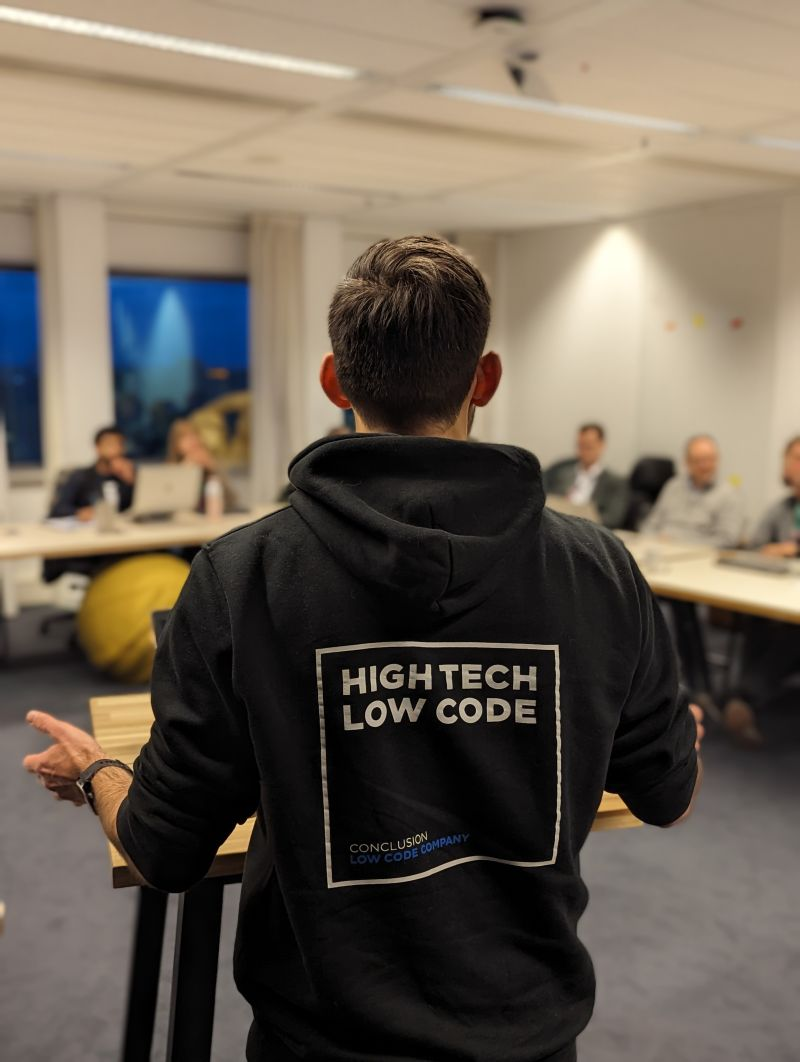 HIGH TECH
LOW CODE
CONCLUSION
LOW CODE COMPANY